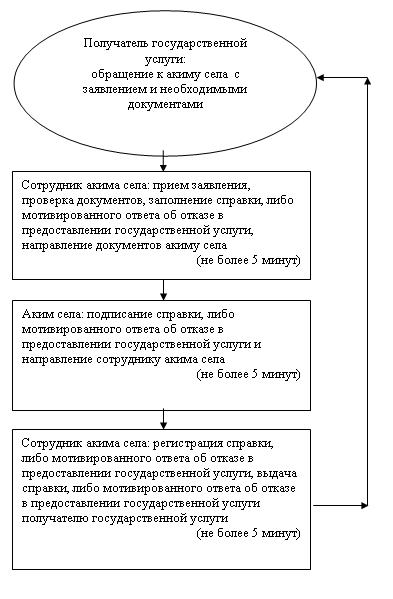 Получатель государственной
услуги:
обращение к акиму села с
заявлением и необходимыми
документами
Сотрудник акима села: прием заявления,
проверка документов, заполнение справки, либо
мотивированного ответа об отказе в
предоставлении государственной услуги,
направление документов акиму села
(не более 5 минут)
Аким села: подписание справки, либо
мотивированного ответа об отказе в
предоставлении государственной услуги и
направление сотруднику акима села
(не более 5 минут)
Сотрудник акима села: регистрация справки,
либо мотивированного ответа об отказе в
предоставлении государственной услуги, выдача
справки, либо мотивированного ответа об отказе
в предоставлении государственной услуги
получателю государственной услуги
(не более 5 минут)